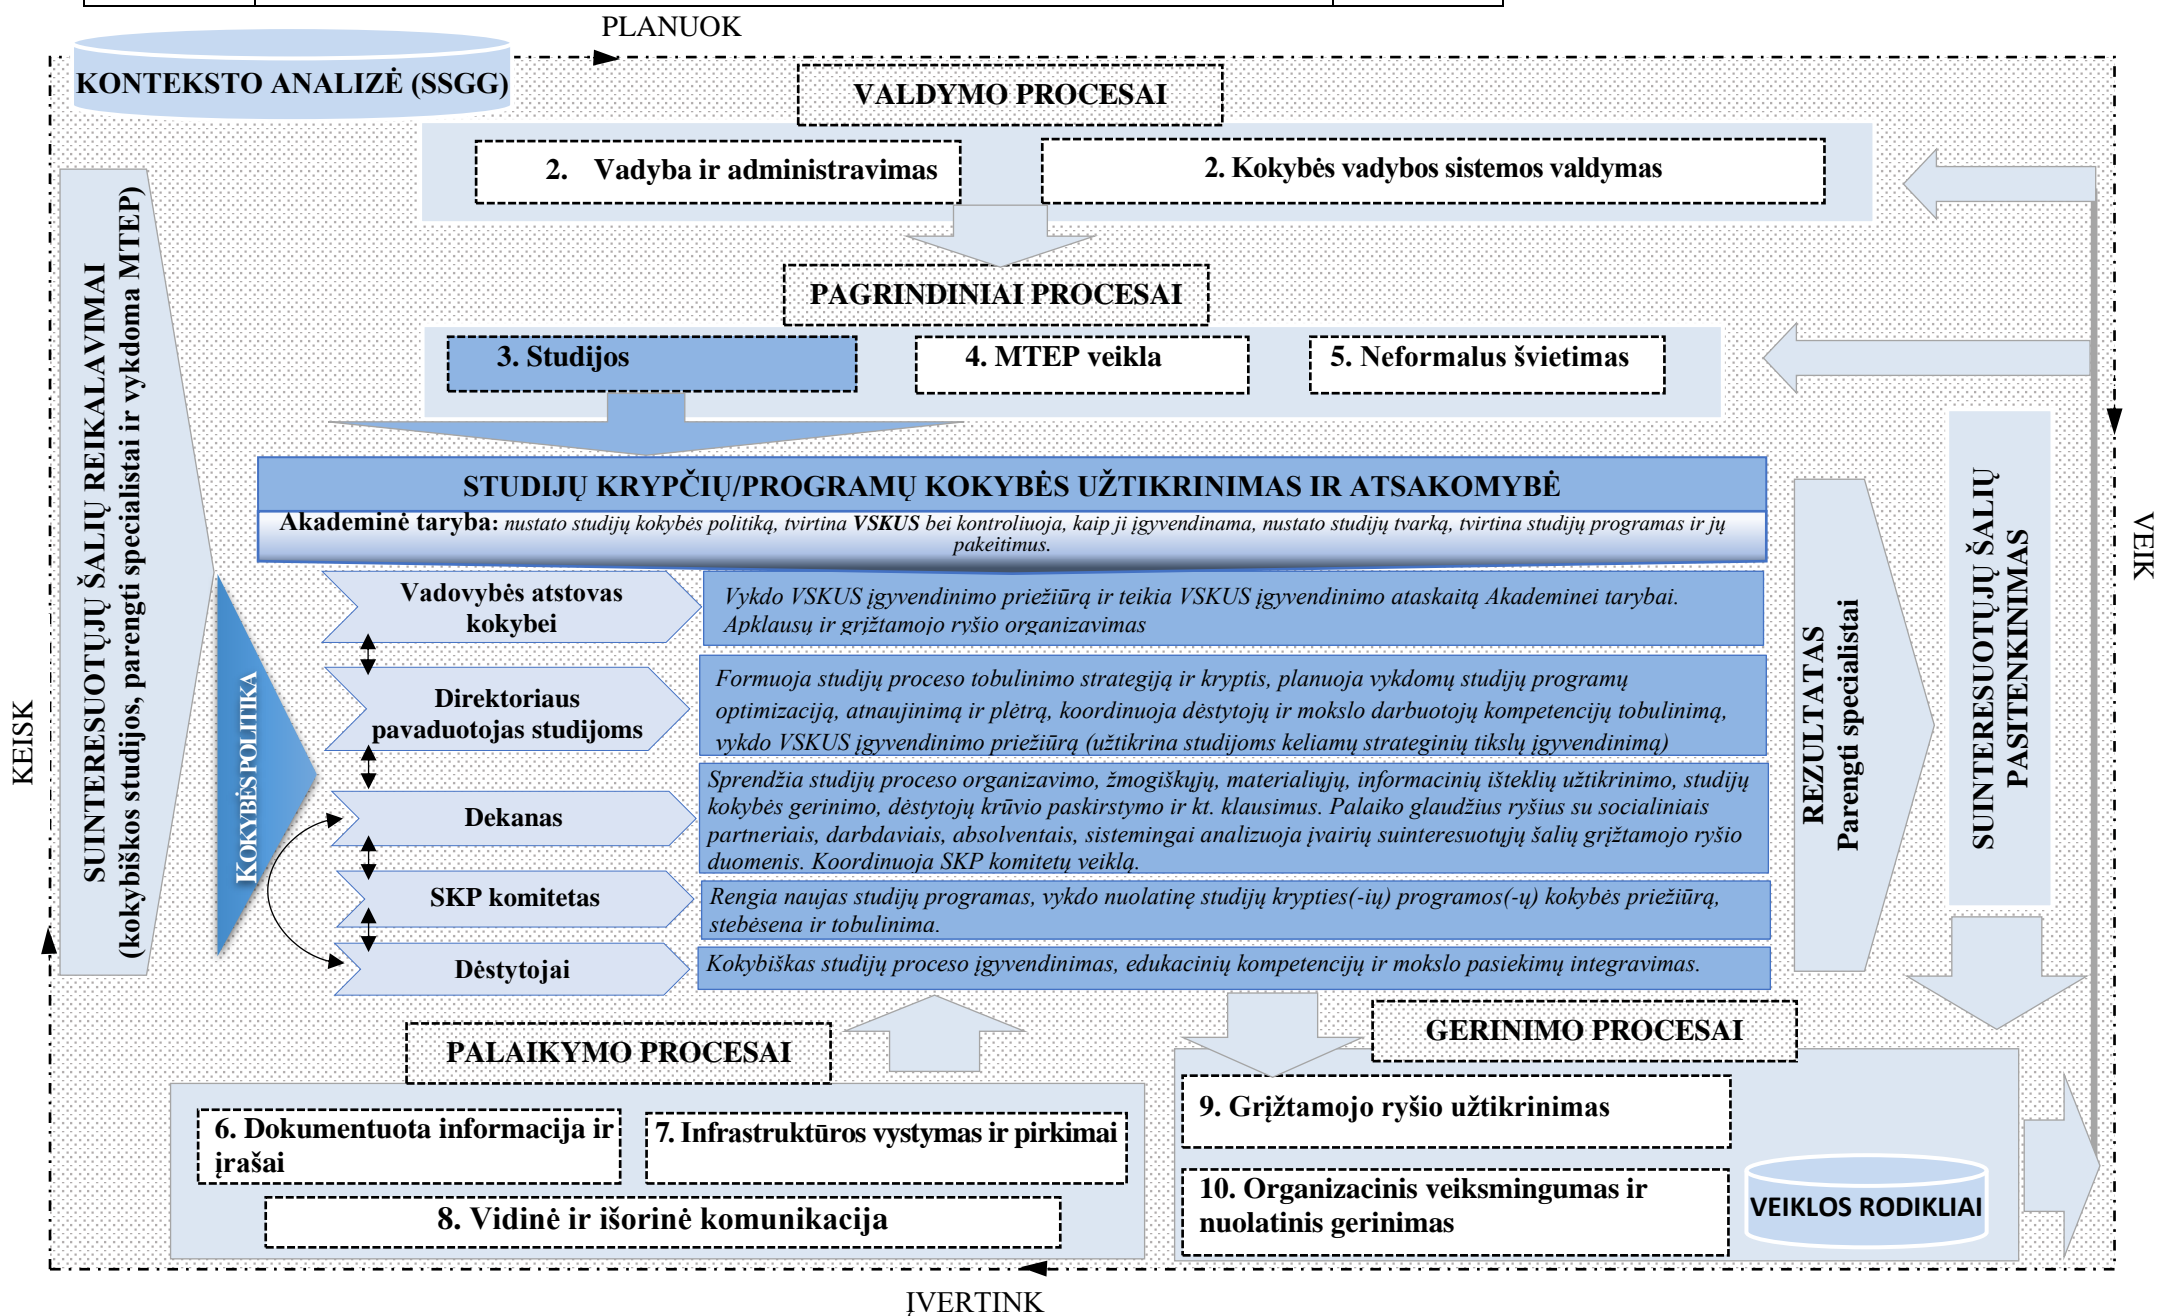 PLANUOK
KONTEKSTO ANALIZĖ (SSGG)
VALDYMO PROCESAI
2. Vadyba ir administravimas
2. Kokybės vadybos sistemos valdymas
PAGRINDINIAI PROCESAI
3. Studijos
4. MTEP veikla
5. Neformalus švietimas
SUINTERESUOTŲJŲ ŠALIŲ REIKALAVIMAI
(kokybiškos studijos, parengti specialistai ir vykdoma MTEP)
KOKYBĖS POLITIKA
STUDIJŲ KRYPČIŲ/PROGRAMŲ KOKYBĖS UŽTIKRINIMAS IR ATSAKOMYBĖ
Akademinė taryba: nustato studijų kokybės politiką, tvirtina VSKUS bei kontroliuoja, kaip ji įgyvendinama, nustato studijų tvarką, tvirtina studijų programas ir jų
pakeitimus.
Vadovybės atstovas
kokybei
Vykdo VSKUS įgyvendinimo priežiūrą ir teikia VSKUS įgyvendinimo ataskaitą Akademinei tarybai.
Apklausų ir grįžtamojo ryšio organizavimas
Direktoriaus
pavaduotojas studijoms
Formuoja studijų proceso tobulinimo strategiją ir kryptis, planuoja vykdomų studijų programų
optimizaciją, atnaujinimą ir plėtrą, koordinuoja dėstytojų ir mokslo darbuotojų kompetencijų tobulinimą,
vykdo VSKUS įgyvendinimo priežiūrą (užtikrina studijoms keliamų strateginių tikslų įgyvendinimą)
Dekanas
Sprendžia studijų proceso organizavimo, žmogiškųjų, materialiųjų, informacinių išteklių užtikrinimo, studijų
kokybės gerinimo, dėstytojų krūvio paskirstymo ir kt. klausimus. Palaiko glaudžius ryšius su socialiniais
partneriais, darbdaviais, absolventais, sistemingai analizuoja įvairių suinteresuotųjų šalių grįžtamojo ryšio
duomenis. Koordinuoja SKP komitetų veiklą.
SKP komitetas
Rengia naujas studijų programas, vykdo nuolatinę studijų krypties(-ių) programos(-ų) kokybės priežiūrą,
stebėsena ir tobulinima.
Dėstytojai
Kokybiškas studijų proceso įgyvendinimas, edukacinių kompetencijų ir mokslo pasiekimų integravimas.
REZULTATAS
Parengti specialistai
SUINTERESUOTŲJŲ ŠALIŲ
PASITENKINIMAS
VEIK
KEISK
PALAIKYMO PROCESAI
6. Dokumentuota informacija ir
įrašai
7. Infrastruktūros vystymas ir pirkimai
8. Vidinė ir išorinė komunikacija
GERINIMO PROCESAI
9. Grįžtamojo ryšio užtikrinimas
10. Organizacinis veiksmingumas ir
nuolatinis gerinimas
VEIKLOS RODIKLIAI
ĮVERTINK